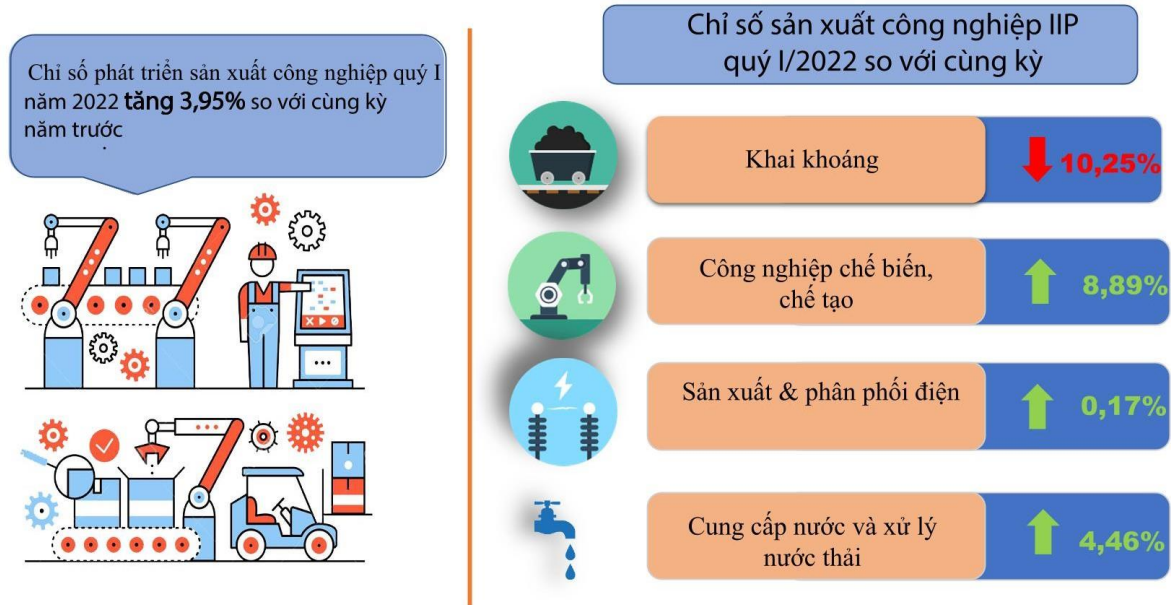 Chỉ số phát triển sản xuất công nghiệp quý I
năm 2022 tăng 3,95% so với cùng kỳ
năm trước
.
Chỉ số sản xuất công nghiệp IIP
quý I/2022 so với cùng kỳ
Khai khoáng
10,25%
Công nghiệp chế biến,
chế tạo
8,89%
Sản xuất & phân phối điện
0,17%
Cung cấp nước và xử lý
nước thải
4,46%